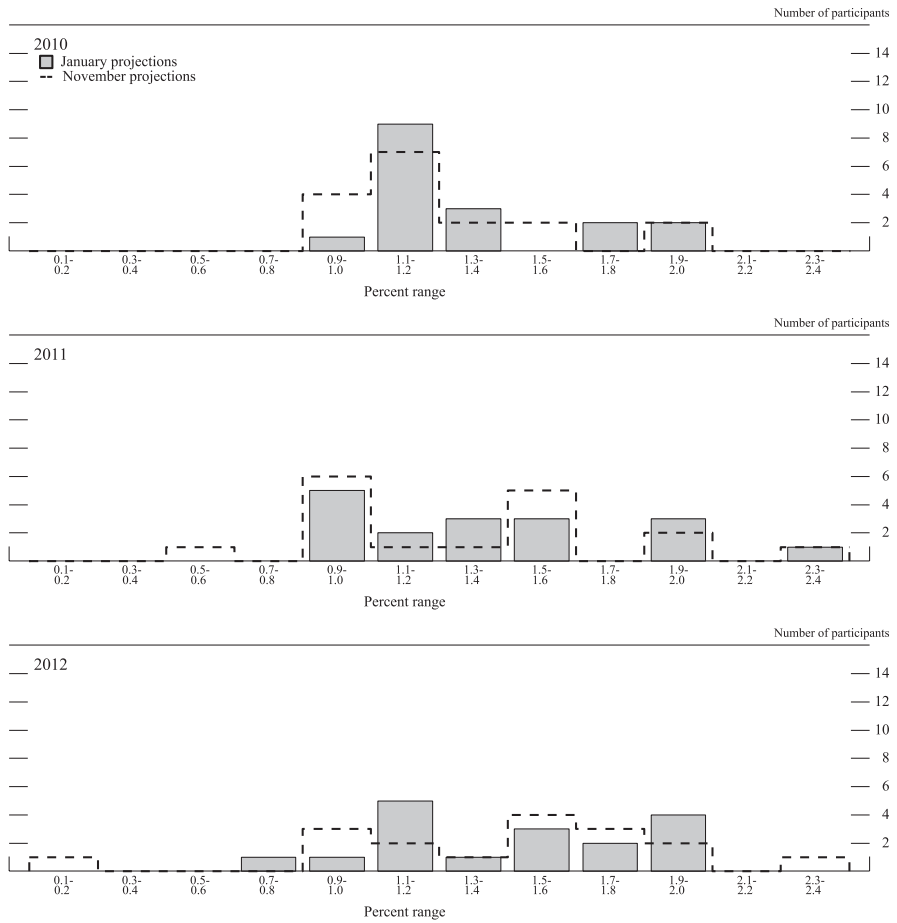 Number of participants
2010
January projections
November projections
14
12
10
8
6
4
2
0.1- 0.3- 0.5- 0.7- 0.9- 1.1- 1.3- 1.5- 1.7- 1.9- 2.1- 2.3-
0.2 0.4 0.6 0.8 1.0 1.2 1.4 1.6 1.8 2.0 2.2 2.4
Percent range
Number of participants
2011
14
12
10
8
6
4
2
0.1- 0.3- 0.5- 0.7- 0.9- 1.1- 1.3- 1.5- 1.7- 1.9- 2.1- 2.3-
0.2 0.4 0.6 0.8 1.0 1.2 1.4 1.6 1.8 2.0 2.2 2.4
Percent range
Number of participants
2012
14
12
10
8
6
4
2
0.1- 0.3- 0.5- 0.7- 0.9- 1.1- 1.3- 1.5- 1.7- 1.9- 2.1- 2.3-
0.2 0.4 0.6 0.8 1.0 1.2 1.4 1.6 1.8 2.0 2.2 2.4
Percent range